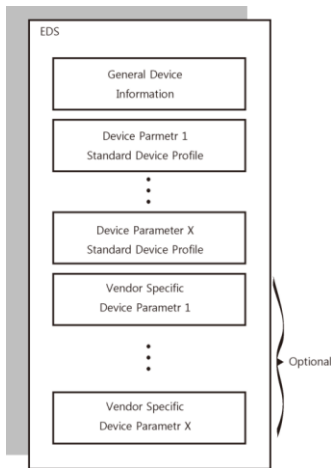 EDS
General Device
Information
Device Parmetr 1
Standard Device Profile
Device Parameter X
Standard Device Profile
Vendor Specific
Device Parametr 1
Optional
Vendor Specific
Device Parametr X